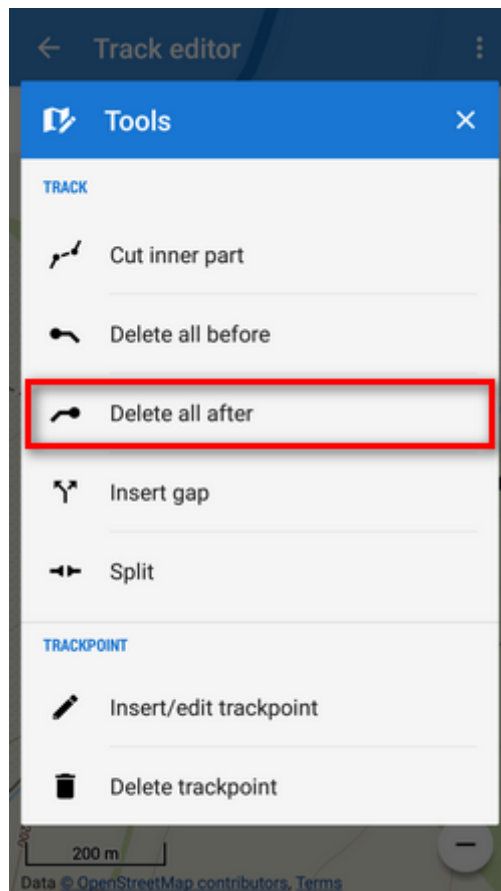 Track editor
Tools
TRACK
Cut inner part
Delete all before
Delete all after
Insert gap
Split
TRACKPOINT
Insert/edit trackpoint
Delete trackpoint
200
200 m
Data © OpenStreetMap contributors, Terms